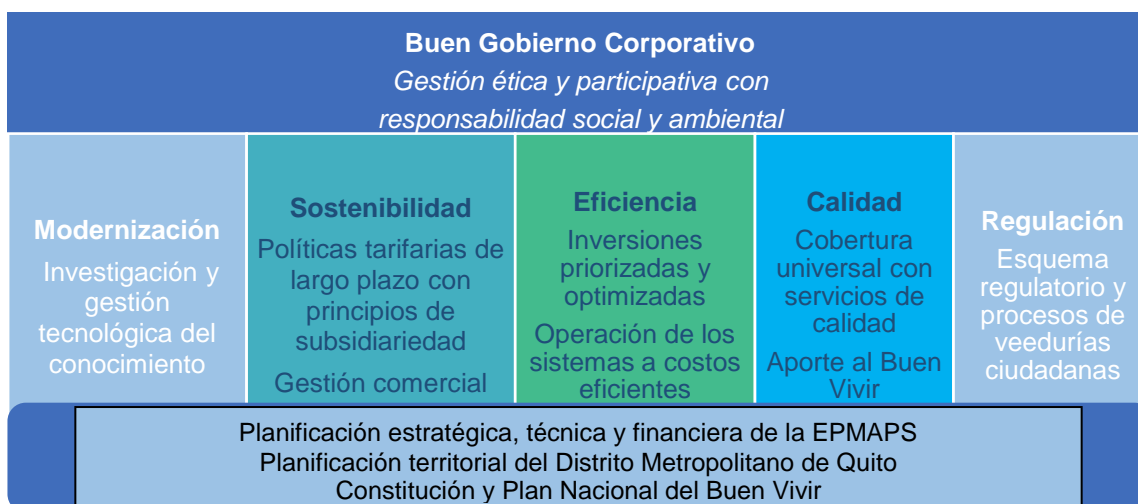 Buen Gobierno Corporativo
Gestión ética y participativa con
responsabilidad social y ambiental
Modernización
Investigación y
gestión
tecnológica del
conocimiento
Sostenibilidad
Políticas tarifarias de
largo plazo con
principios de
subsidiariedad
Gestión comercial
Eficiencia
Inversiones
priorizadas y
optimizadas
Operación de los
sistemas a costos
eficientes
Calidad
Cobertura
universal con
servicios de
calidad
Aporte al Buen
Vivir
Regulación
Esquema
regulatorio y
procesos de
veedurías
ciudadanas
Planificación estratégica, técnica y financiera de la EPMAPS
Planificación territorial del Distrito Metropolitano de Quito
Constitución y Plan Nacional del Buen Vivir